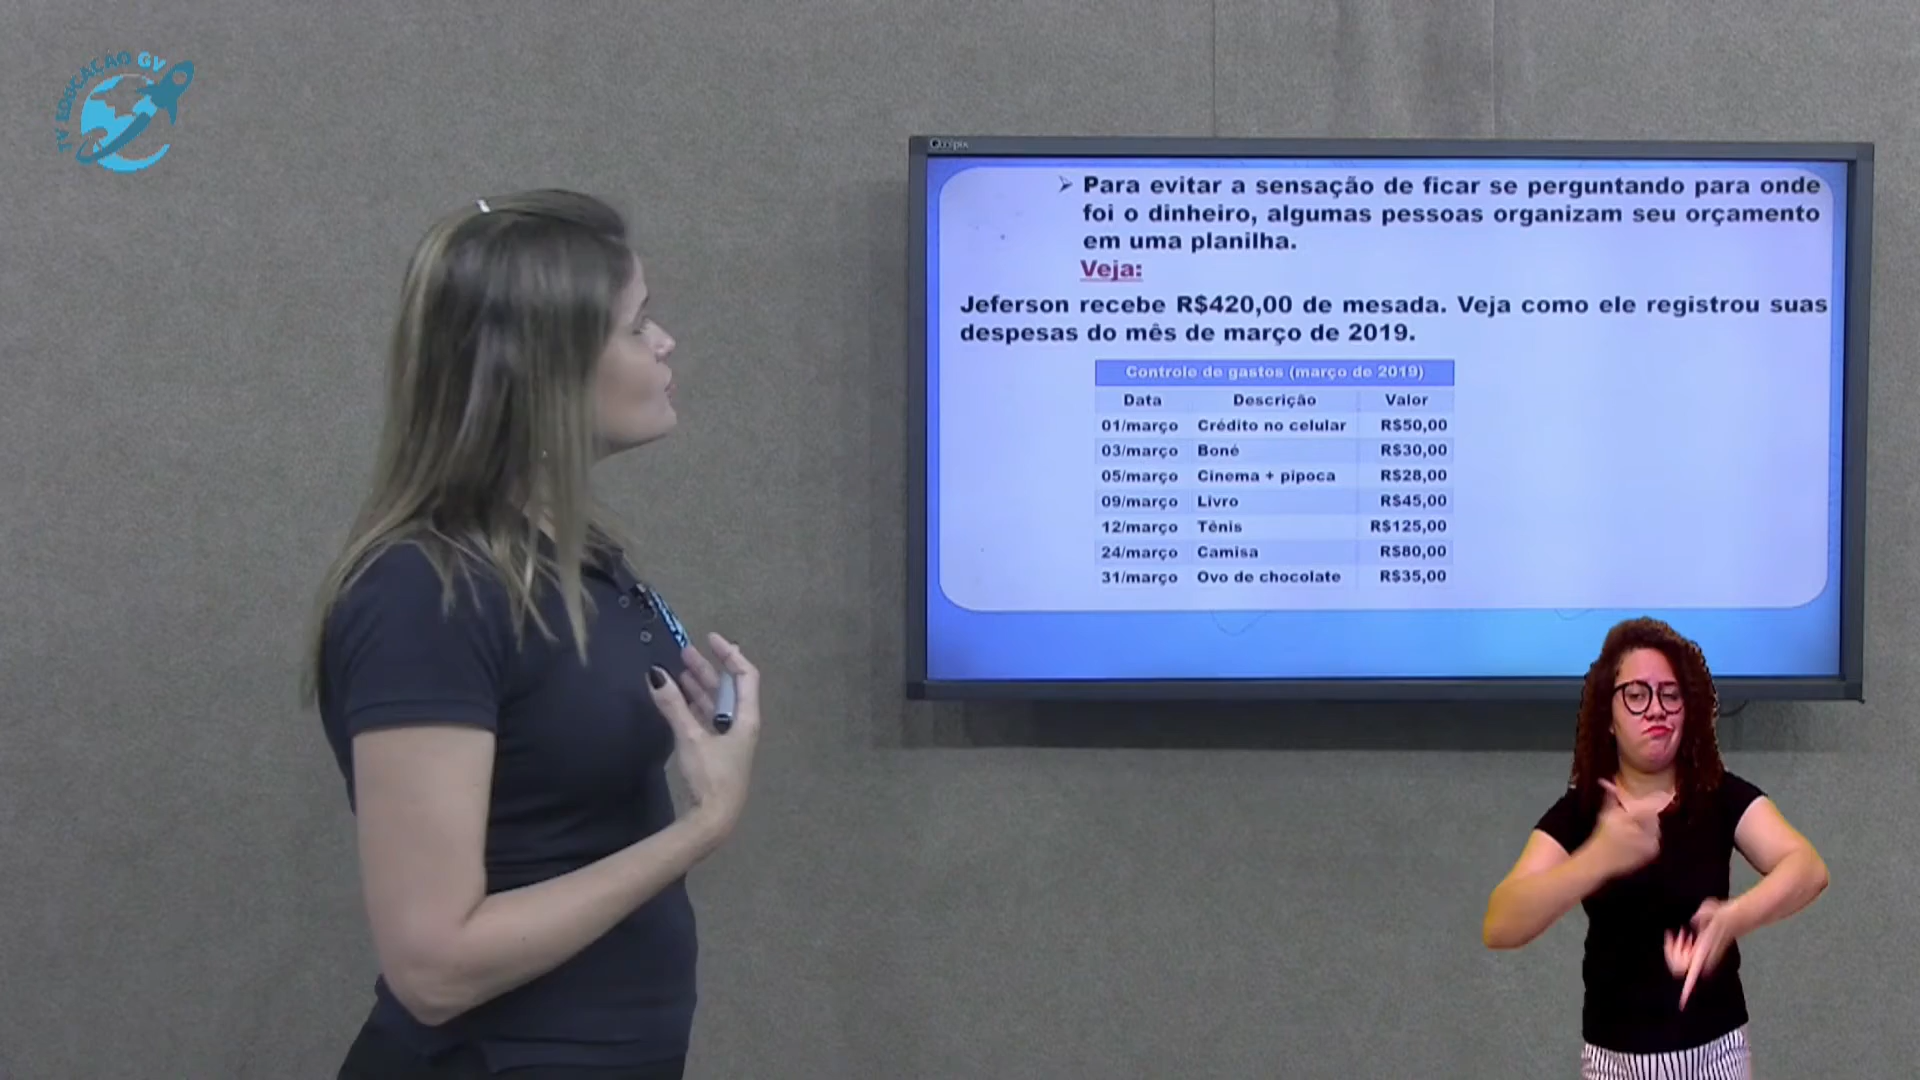 TV EDUCAÇÃO GV
Para evitar a sensação de ficar se perguntando para onde
foi o dinheiro, algumas pessoas organizam seu orçamento
em uma planilha.
Veja:
Jeferson recebe R$420,00 de mesada. Veja como ele registrou suas
despesas do mês de março de 2019.
Controle de gastos (março de 2019)
Data Descrição Valor
01/março Crédito no celular R$50,00
03/março Boné R$30,00
05/março Cinema + pipoca R$28,00
09/março Livro R$45,00
12/março Tênis R$125,00
24/março Camisa R$80,00
31/março Ovo de chocolate R$35,00